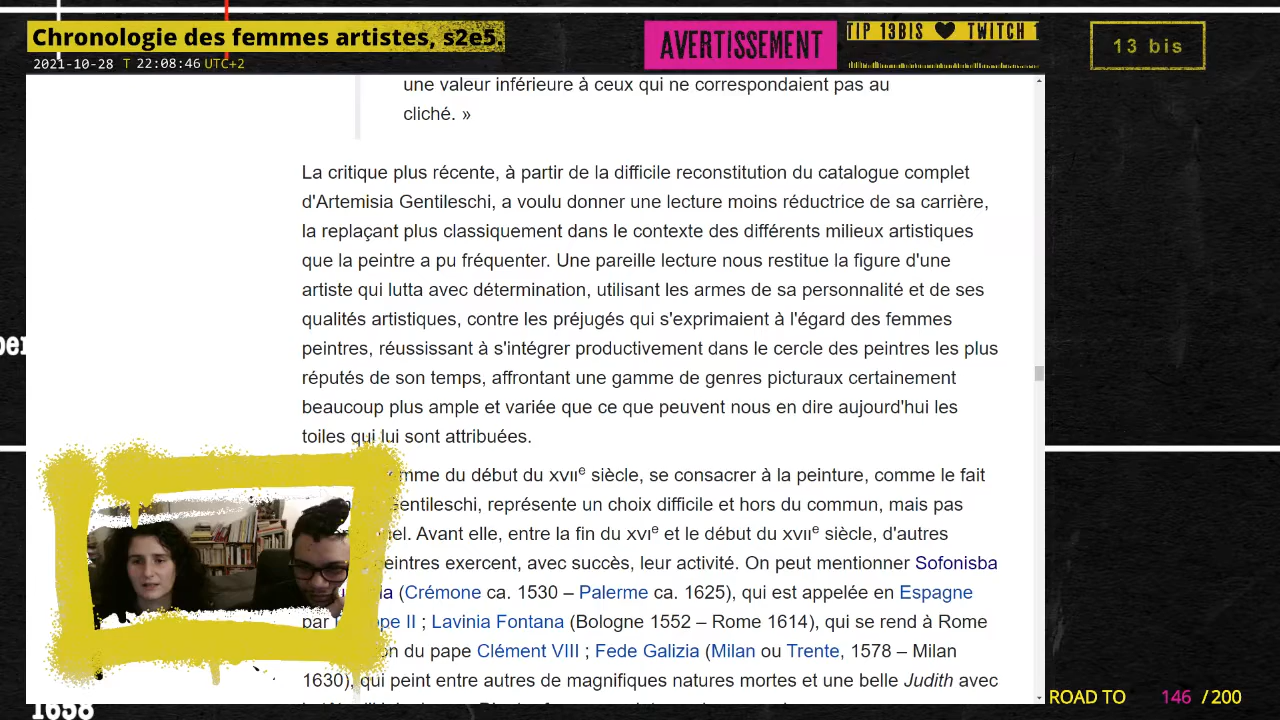 Chronologie des femmes artistes, s2e5
2021-10-28 T 22:08:46 UTC+2
AVERTISSEMENT
TIP 13BIS ♥ TWITCH
13 bis
une valeur inférieure à ceux qui ne correspondaient pas au
cliché. »
La critique plus récente, à partir de la difficile reconstitution du catalogue complet
d'Artemisia Gentileschi, a voulu donner une lecture moins réductrice de sa carrière,
la replaçant plus classiquement dans le contexte des différents milieux artistiques
que la peintre a pu fréquenter. Une pareille lecture nous restitue la figure d'une
artiste qui lutta avec détermination, utilisant les armes de sa personnalité et de ses
qualités artistiques, contre les préjugés qui s'exprimaient à l'égard des femmes
peintres, réussissant à s'intégrer productivement dans le cercle des peintres les plus
réputés de son temps, affrontant une gamme de genres picturaux certainement
beaucoup plus ample et variée que ce que peuvent nous en dire aujourd'hui les
toiles qui lui sont attribuées.
mme du début du XVIIe siècle, se consacrer à la peinture, comme le fait
entileschi, représente un choix difficile et hors du commun, mais pas
el. Avant elle, entre la fin du XVIe et le début du XVIIe siècle, d'autres
eintres exercent, avec succès, leur activité. On peut mentionner Sofonisba
la (Crémone ca. 1530 – Palerme ca. 1625), qui est appelée en Espagne
par pe II ; Lavinia Fontana (Bologne 1552 – Rome 1614), qui se rend à Rome
on du pape Clément VIII ; Fede Galizia (Milan ou Trente, 1578 – Milan
1630), qui peint entre autres de magnifiques natures mortes et une belle Judith avec
ROAD TO 146 / 200
1658